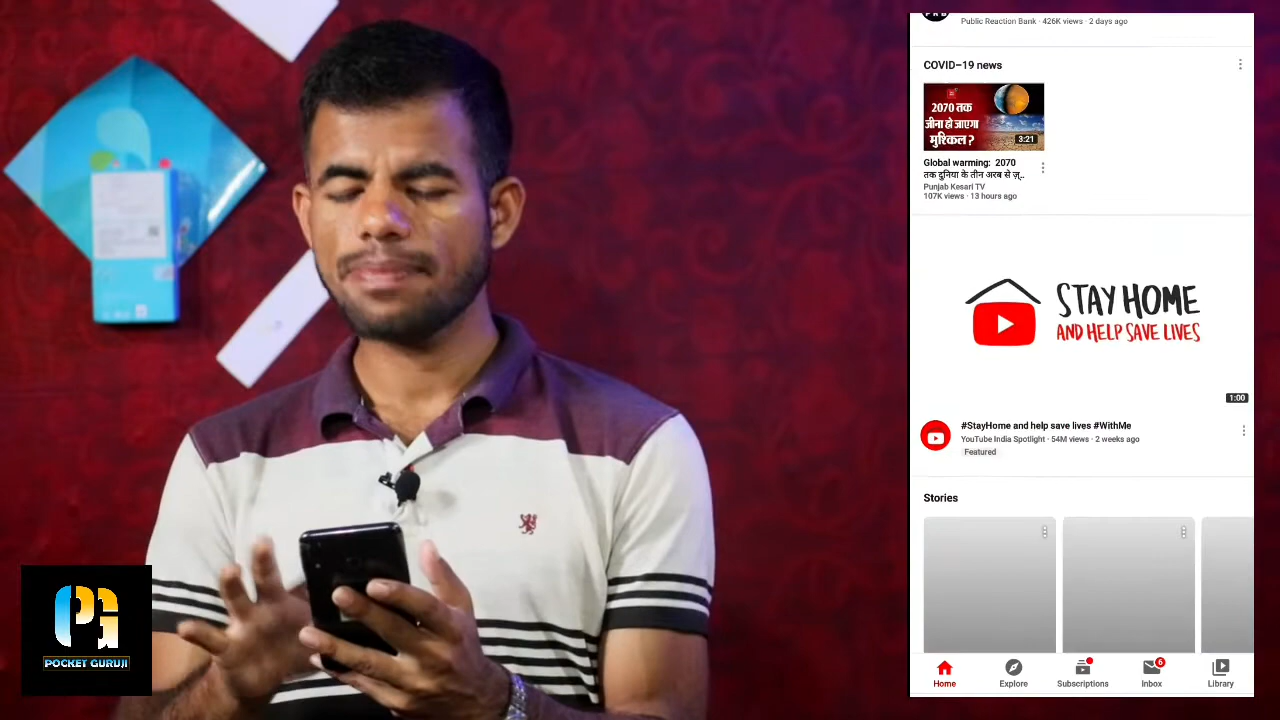 PRB
Public Reaction Bank · 426K views · 2 days ago
COVID-19 news
2070 तक
जीना हो जाएगा
मुश्किल ?
3:21
Global warming: 2070
तक दुनिया के तीन अरब से ज़्..
Punjab Kesari TV
107K views · 13 hours ago
STAY HOME
AND HELP SAVE LIVES
1:00
#StayHome and help save lives #WithMe
YouTube India Spotlight · 54M views · 2 weeks ago
Featured
Stories
PG
POCKET GURUJI
6
Home
Explore
Subscriptions
Inbox
Library